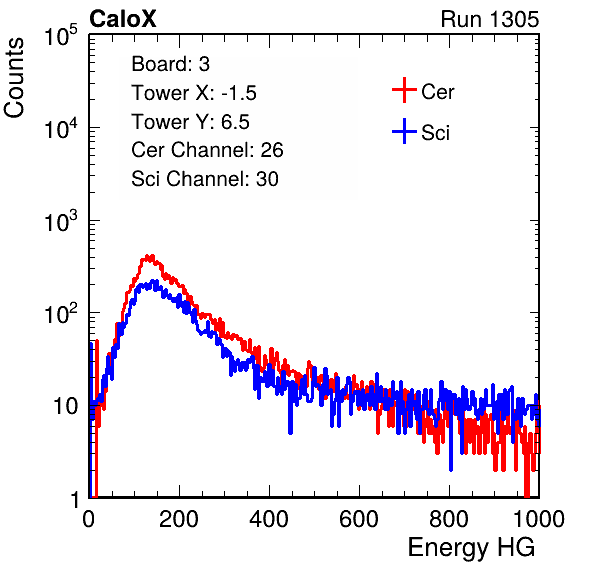 CaloX Run 1305
Counts
10^5
10^4
10^3
10^2
10
1
Board: 3
Tower X: -1.5
Tower Y: 6.5
Cer Channel: 26
Sci Channel: 30
Cer
Sci
0 200 400 600 800 1000
Energy HG